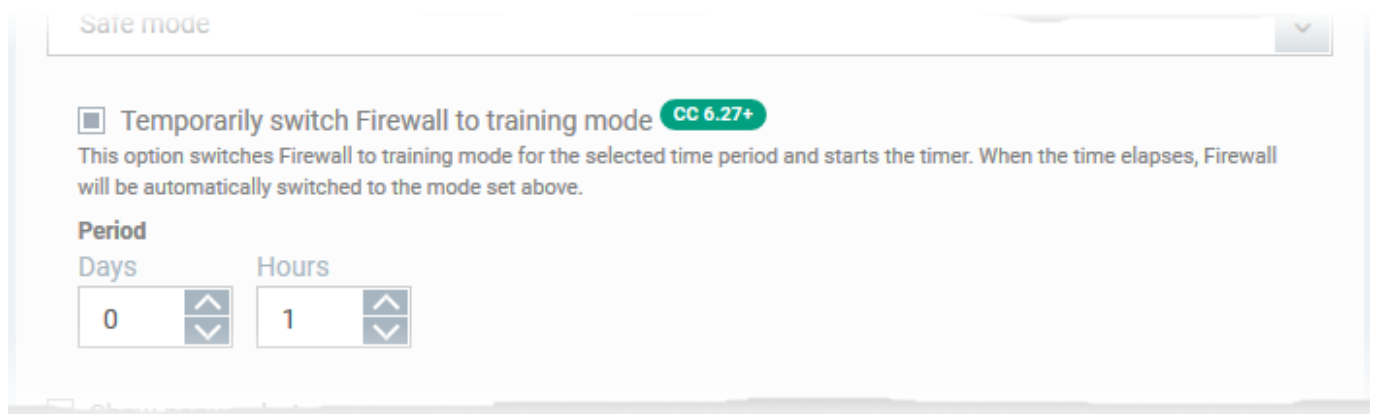 Safe mode
Temporarily switch Firewall to training mode CC 6.27+
This option switches Firewall to training mode for the selected time period and starts the timer. When the time elapses, Firewall
will be automatically switched to the mode set above.
Period
Days Hours
0 1